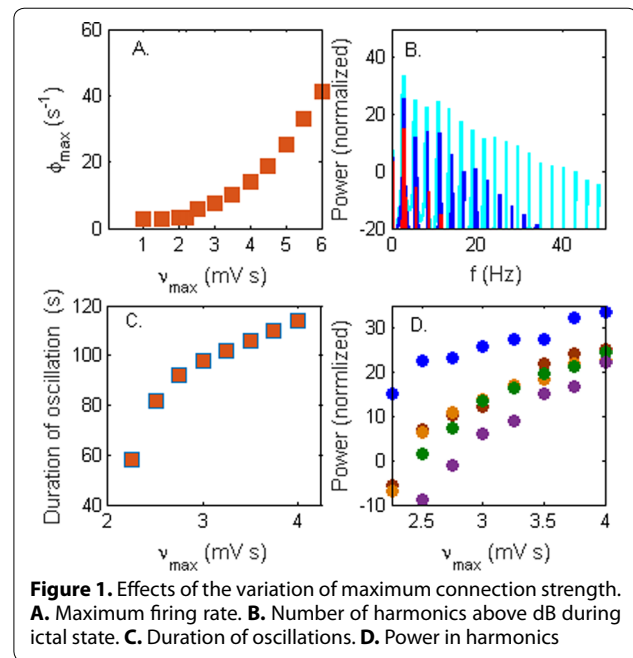 A.
60
40
20
0
ϕmax (s-1)
1 2 3 4 5 6
νmax (mV s)
B.
40
20
0
-20
Power (normalized)
0 20 40
f (Hz)
C.
120
100
80
60
40
Duration of oscillation (s)
2 3 4
νmax (mV s)
D.
30
20
10
0
-10
Power (normlized)
2.5 3 3.5 4
νmax (mV s)
Figure 1. Effects of the variation of maximum connection strength.
A. Maximum firing rate. B. Number of harmonics above dB during
ictal state. C. Duration of oscillations. D. Power in harmonics